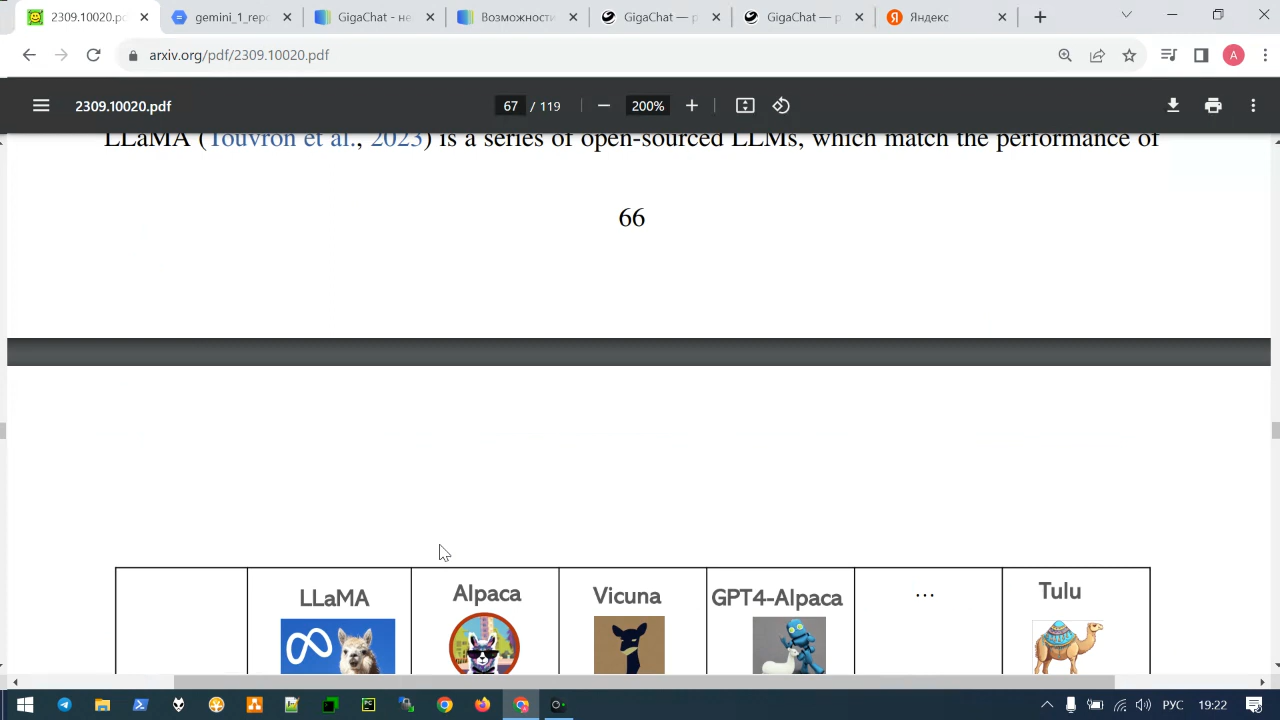 2309.10020.pd
gemini_1_repo
GigaChat - не
Возможности
GigaChat — р
GigaChat — р
Яндекс
arxiv.org/pdf/2309.10020.pdf
A
2309.10020.pdf
67 / 119
200%
LLaMA (Touvron et al., 2023) is a series of open-sourced LLMs, which match the performance of
66
LLaMA
Alpaca
Vicuna
GPT4-Alpaca
...
Tulu
РУС
19:22